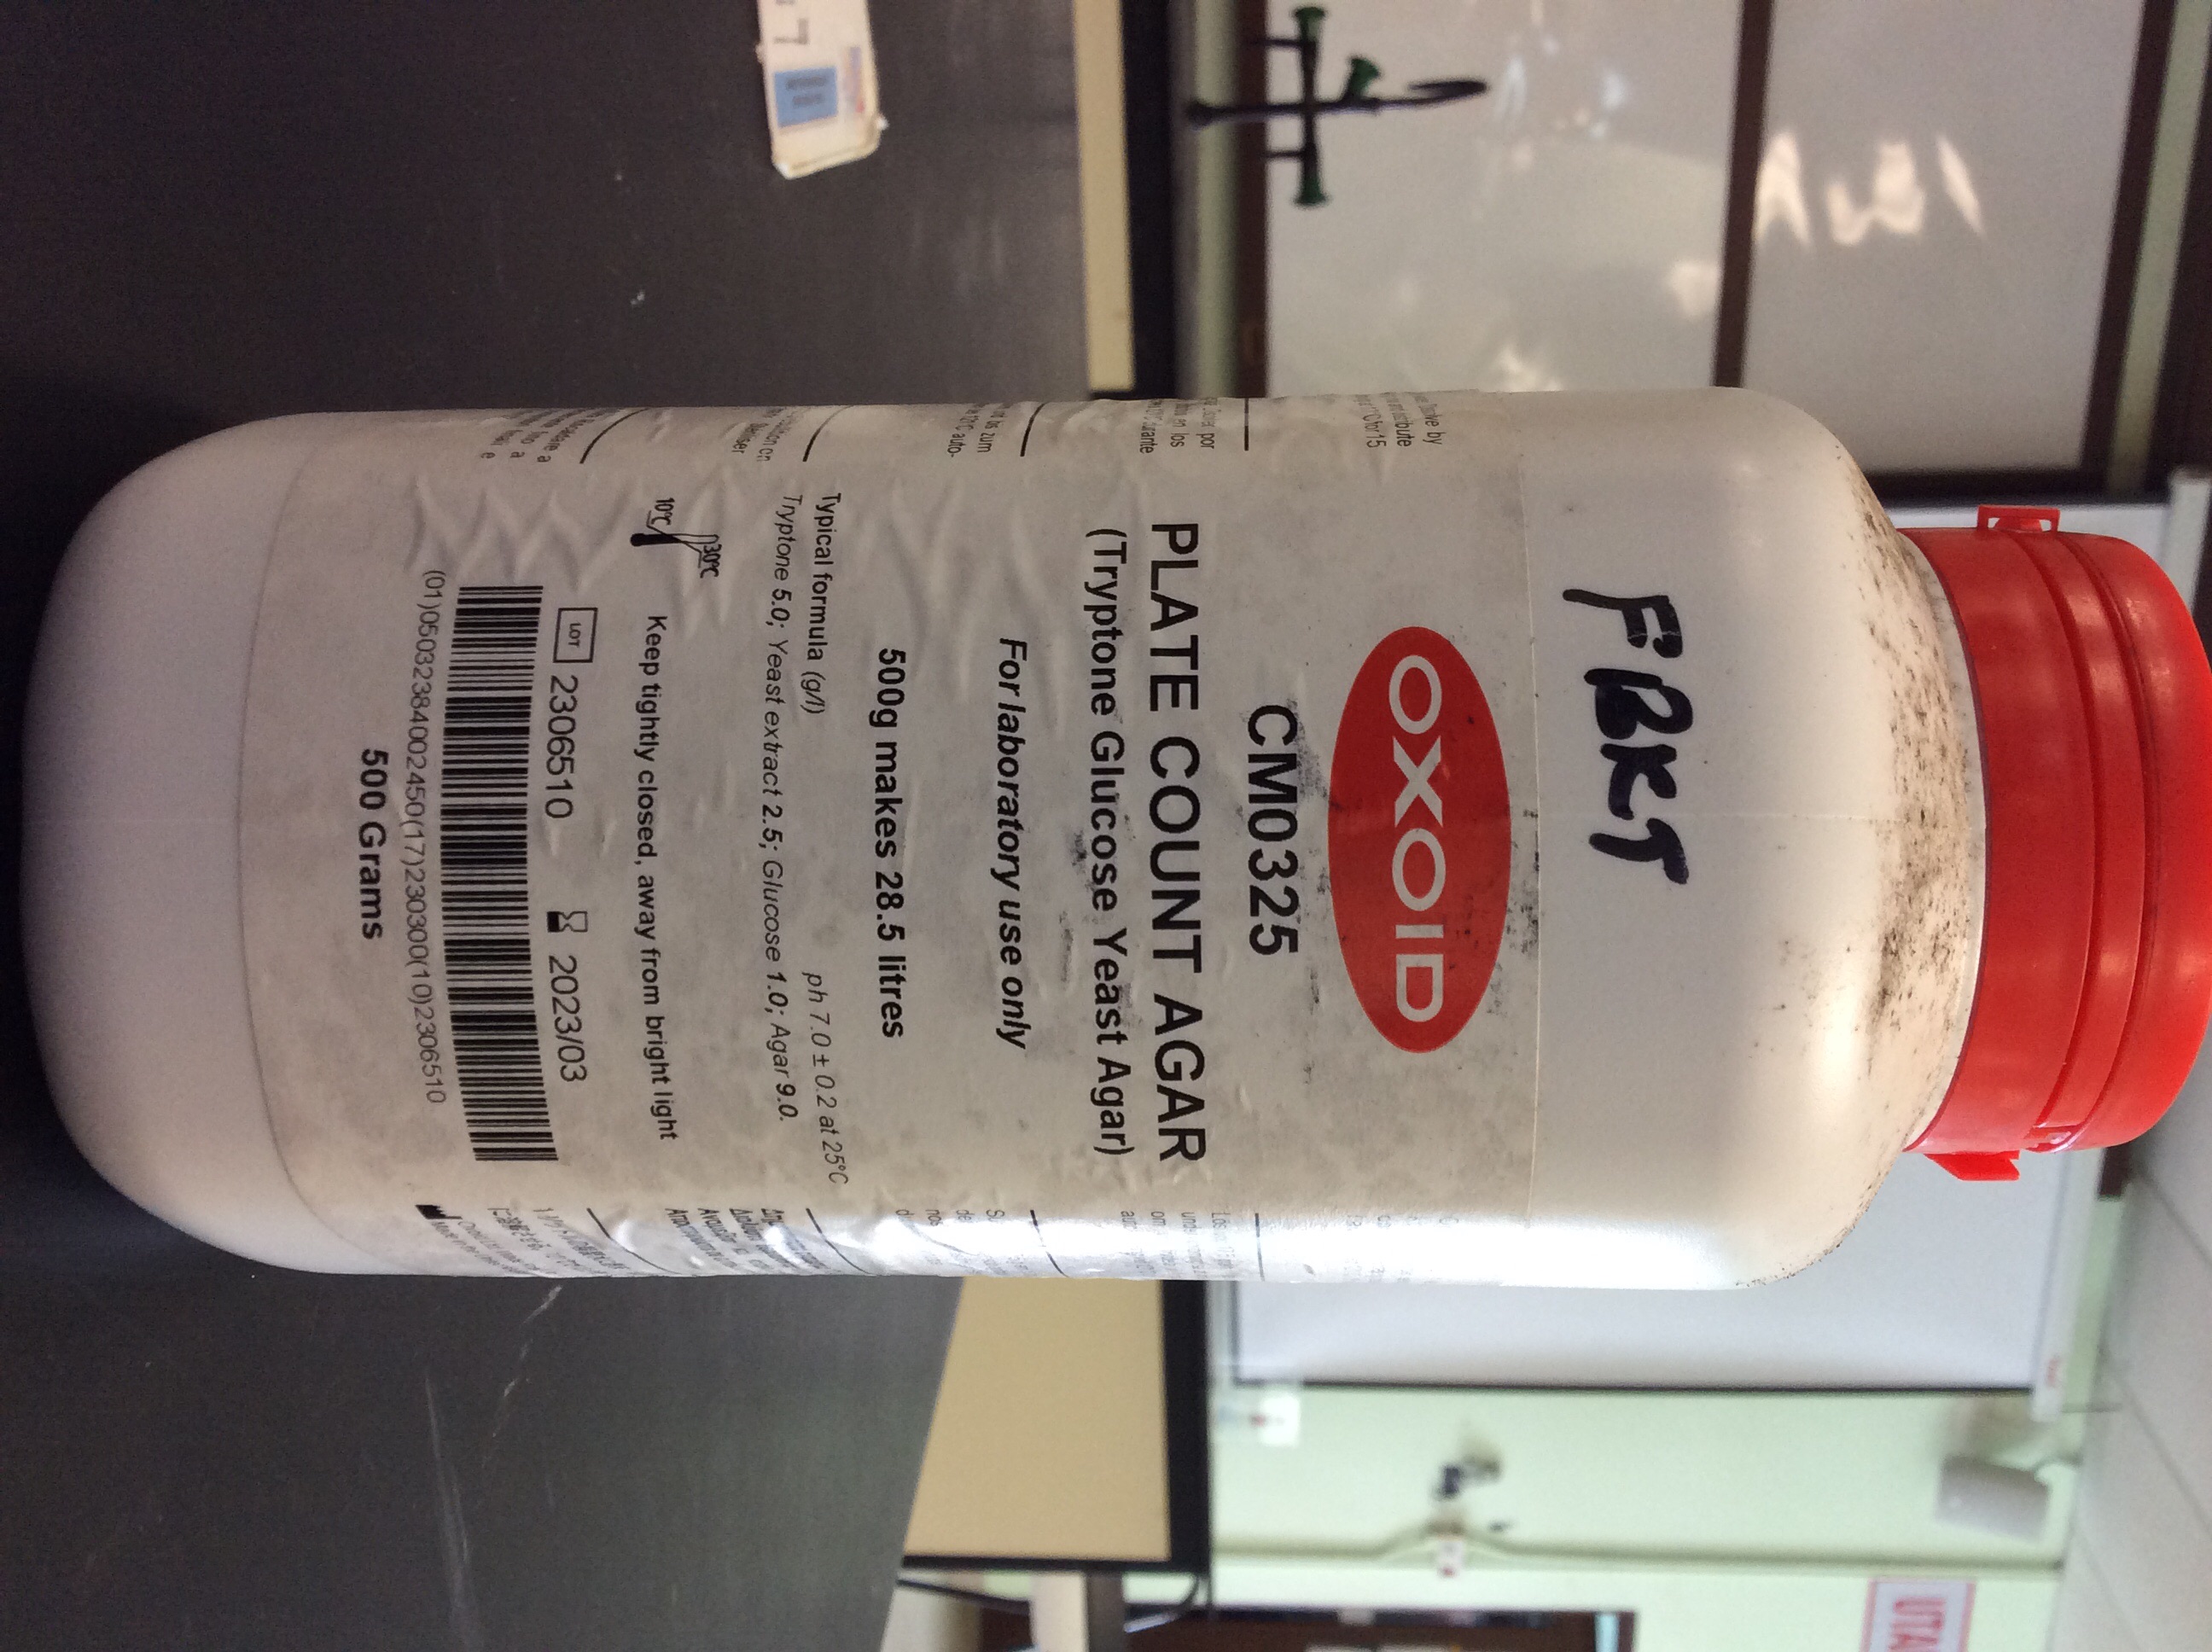 FBKT
OXOID
CM0325
PLATE COUNT AGAR
(Tryptone Glucose Yeast Agar)
For laboratory use only
500g makes 28.5 litres
Typical formula (g/l) ph 7.0 ± 0.2 at 25°C
Tryptone 5.0; Yeast extract 2.5; Glucose 1.0; Agar 9.0.
30°C
10°C
Keep tightly closed, away from bright light
LOT 2306510 2023/03
(01)05032384002450(17)230300(10)2306510
500 Grams
UTA